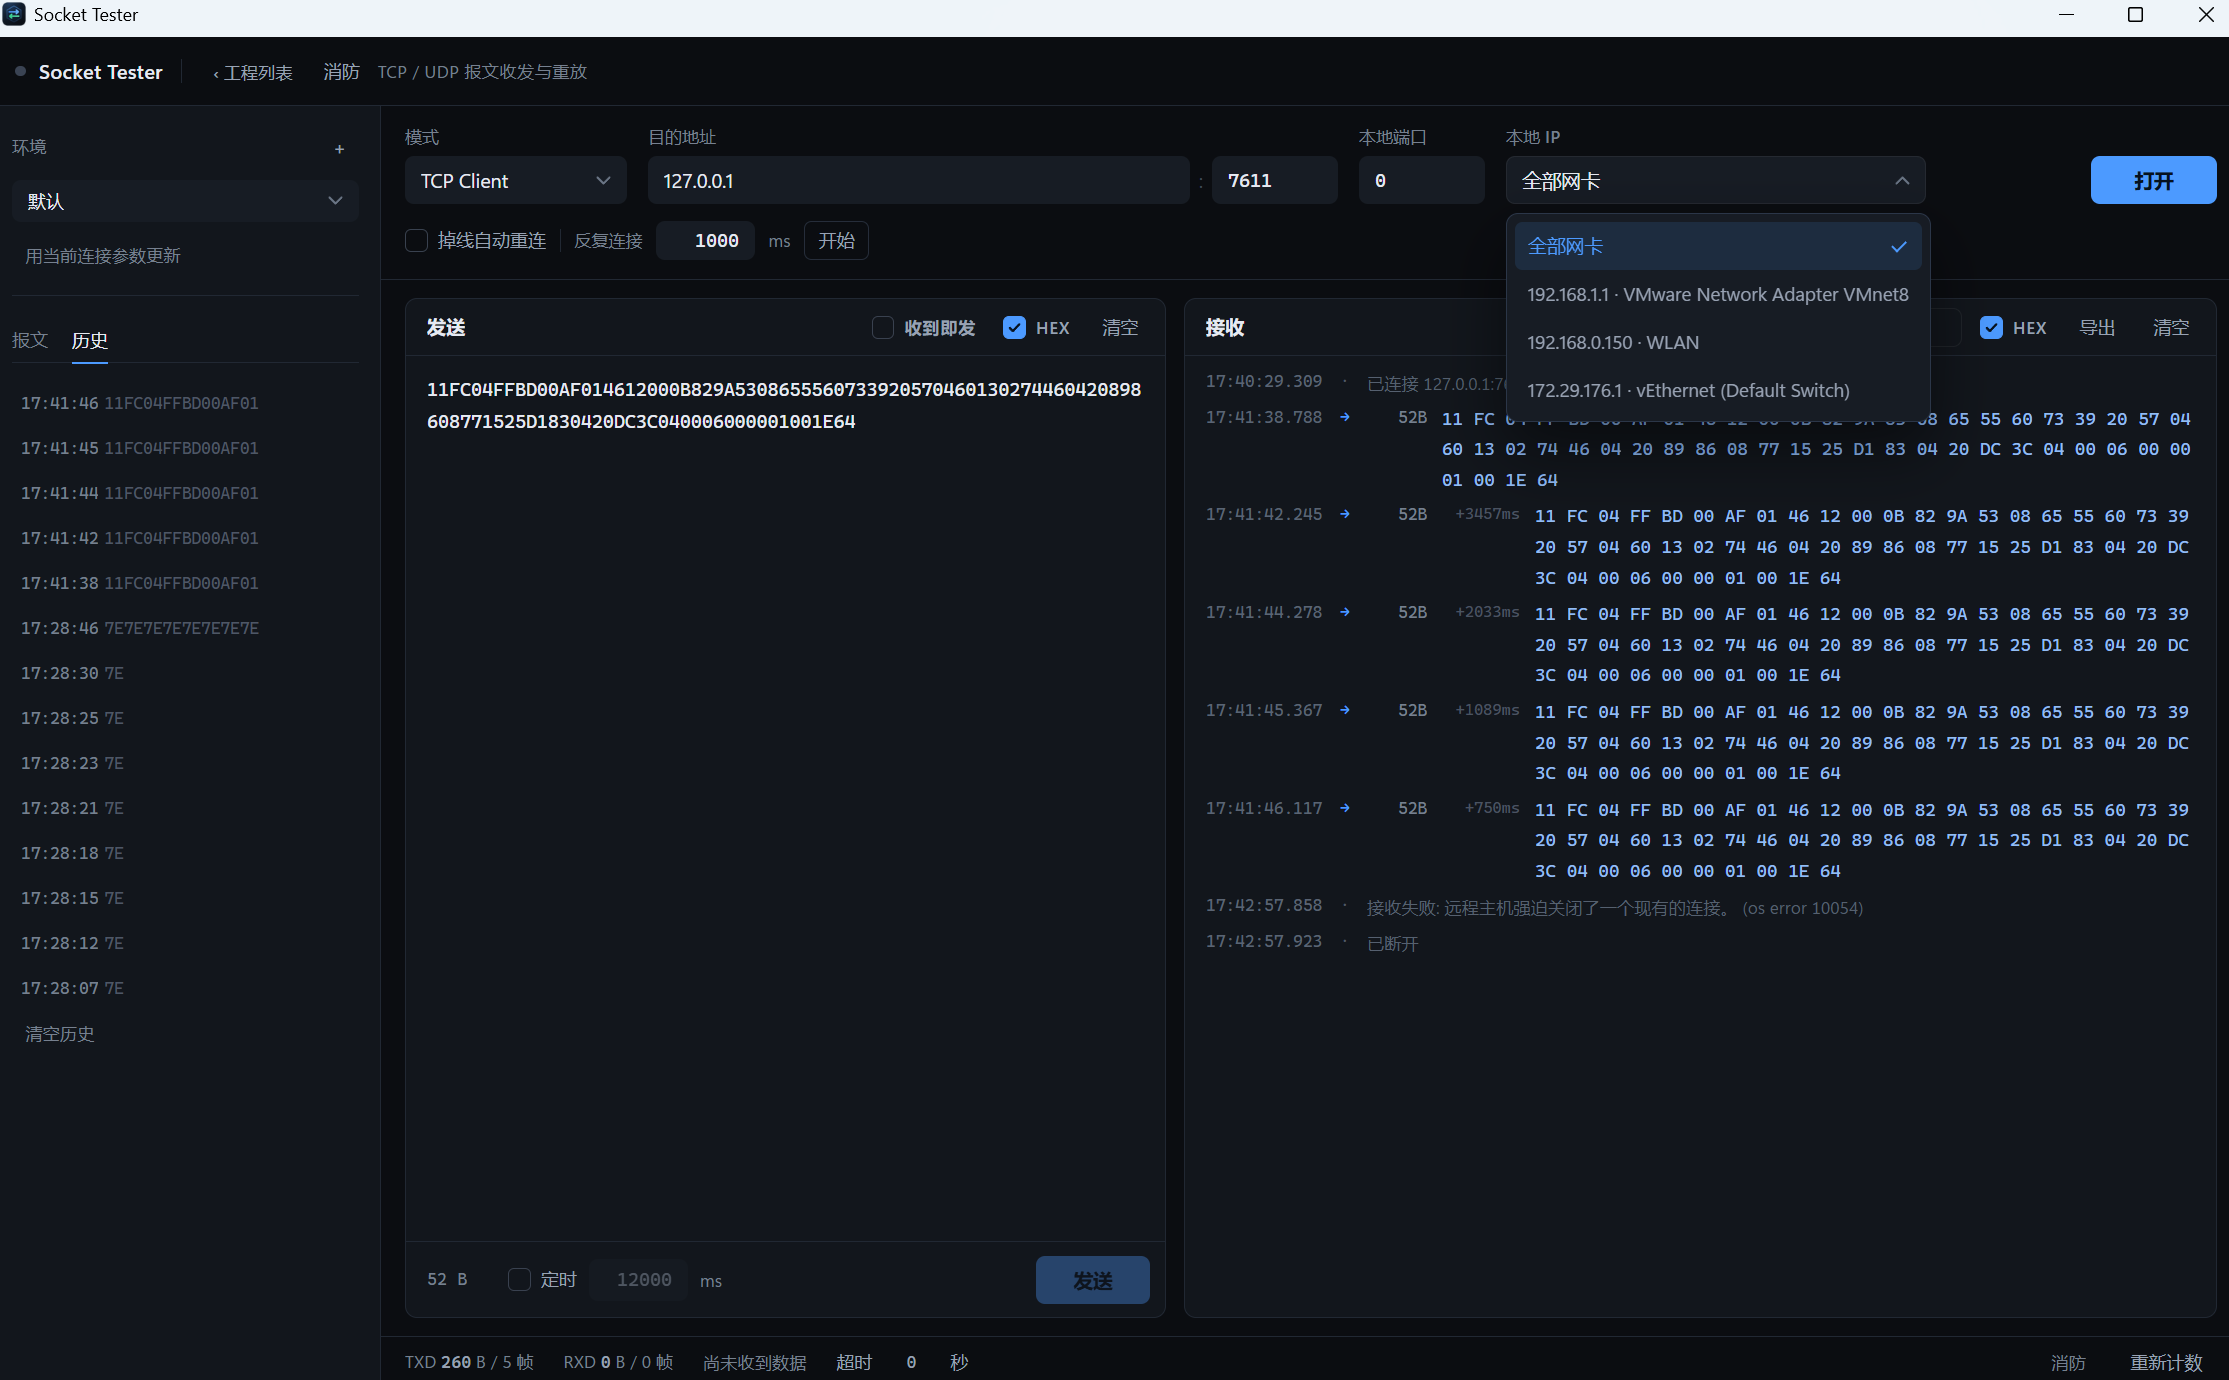 Socket Tester
Socket Tester
‹ 工程列表
消防
TCP / UDP 报文收发与重放
环境
+
默认
用当前连接参数更新
报文
历史
17:41:46 11FC04FFBD00AF01
17:41:45 11FC04FFBD00AF01
17:41:44 11FC04FFBD00AF01
17:41:42 11FC04FFBD00AF01
17:41:38 11FC04FFBD00AF01
17:28:46 7E7E7E7E7E7E7E7E
17:28:30 7E
17:28:25 7E
17:28:23 7E
17:28:21 7E
17:28:18 7E
17:28:15 7E
17:28:12 7E
17:28:07 7E
清空历史
模式
目的地址
本地端口
本地 IP
TCP Client
127.0.0.1
:
7611
0
全部网卡
打开
掉线自动重连
反复连接
1000
ms
开始
全部网卡
192.168.1.1 · VMware Network Adapter VMnet8
192.168.0.150 · WLAN
172.29.176.1 · vEthernet (Default Switch)
发送
收到即发
HEX
清空
11FC04FFBD00AF014612000B829A5308655560733920570460130274460420898
608771525D1830420DC3C040006000001001E64
52 B
定时
12000
ms
发送
接收
HEX
导出
清空
17:40:29.309 · 已连接 127.0.0.1:7
17:41:38.788 → 52B 11 FC 08 65 55 60 73 39 20 57 04
60 13 02 74 46 04 20 89 86 08 77 15 25 D1 83 04 20 DC 3C 04 00 06 00 00
01 00 1E 64
17:41:42.245 → 52B +3457ms 11 FC 04 FF BD 00 AF 01 46 12 00 0B 82 9A 53 08 65 55 60 73 39
20 57 04 60 13 02 74 46 04 20 89 86 08 77 15 25 D1 83 04 20 DC
3C 04 00 06 00 00 01 00 1E 64
17:41:44.278 → 52B +2033ms 11 FC 04 FF BD 00 AF 01 46 12 00 0B 82 9A 53 08 65 55 60 73 39
20 57 04 60 13 02 74 46 04 20 89 86 08 77 15 25 D1 83 04 20 DC
3C 04 00 06 00 00 01 00 1E 64
17:41:45.367 → 52B +1089ms 11 FC 04 FF BD 00 AF 01 46 12 00 0B 82 9A 53 08 65 55 60 73 39
20 57 04 60 13 02 74 46 04 20 89 86 08 77 15 25 D1 83 04 20 DC
3C 04 00 06 00 00 01 00 1E 64
17:41:46.117 → 52B +750ms 11 FC 04 FF BD 00 AF 01 46 12 00 0B 82 9A 53 08 65 55 60 73 39
20 57 04 60 13 02 74 46 04 20 89 86 08 77 15 25 D1 83 04 20 DC
3C 04 00 06 00 00 01 00 1E 64
17:42:57.858 · 接收失败: 远程主机强迫关闭了一个现有的连接。 (os error 10054)
17:42:57.923 · 已断开
TXD 260 B / 5 帧
RXD 0 B / 0 帧
尚未收到数据
超时
0
秒
消防
重新计数